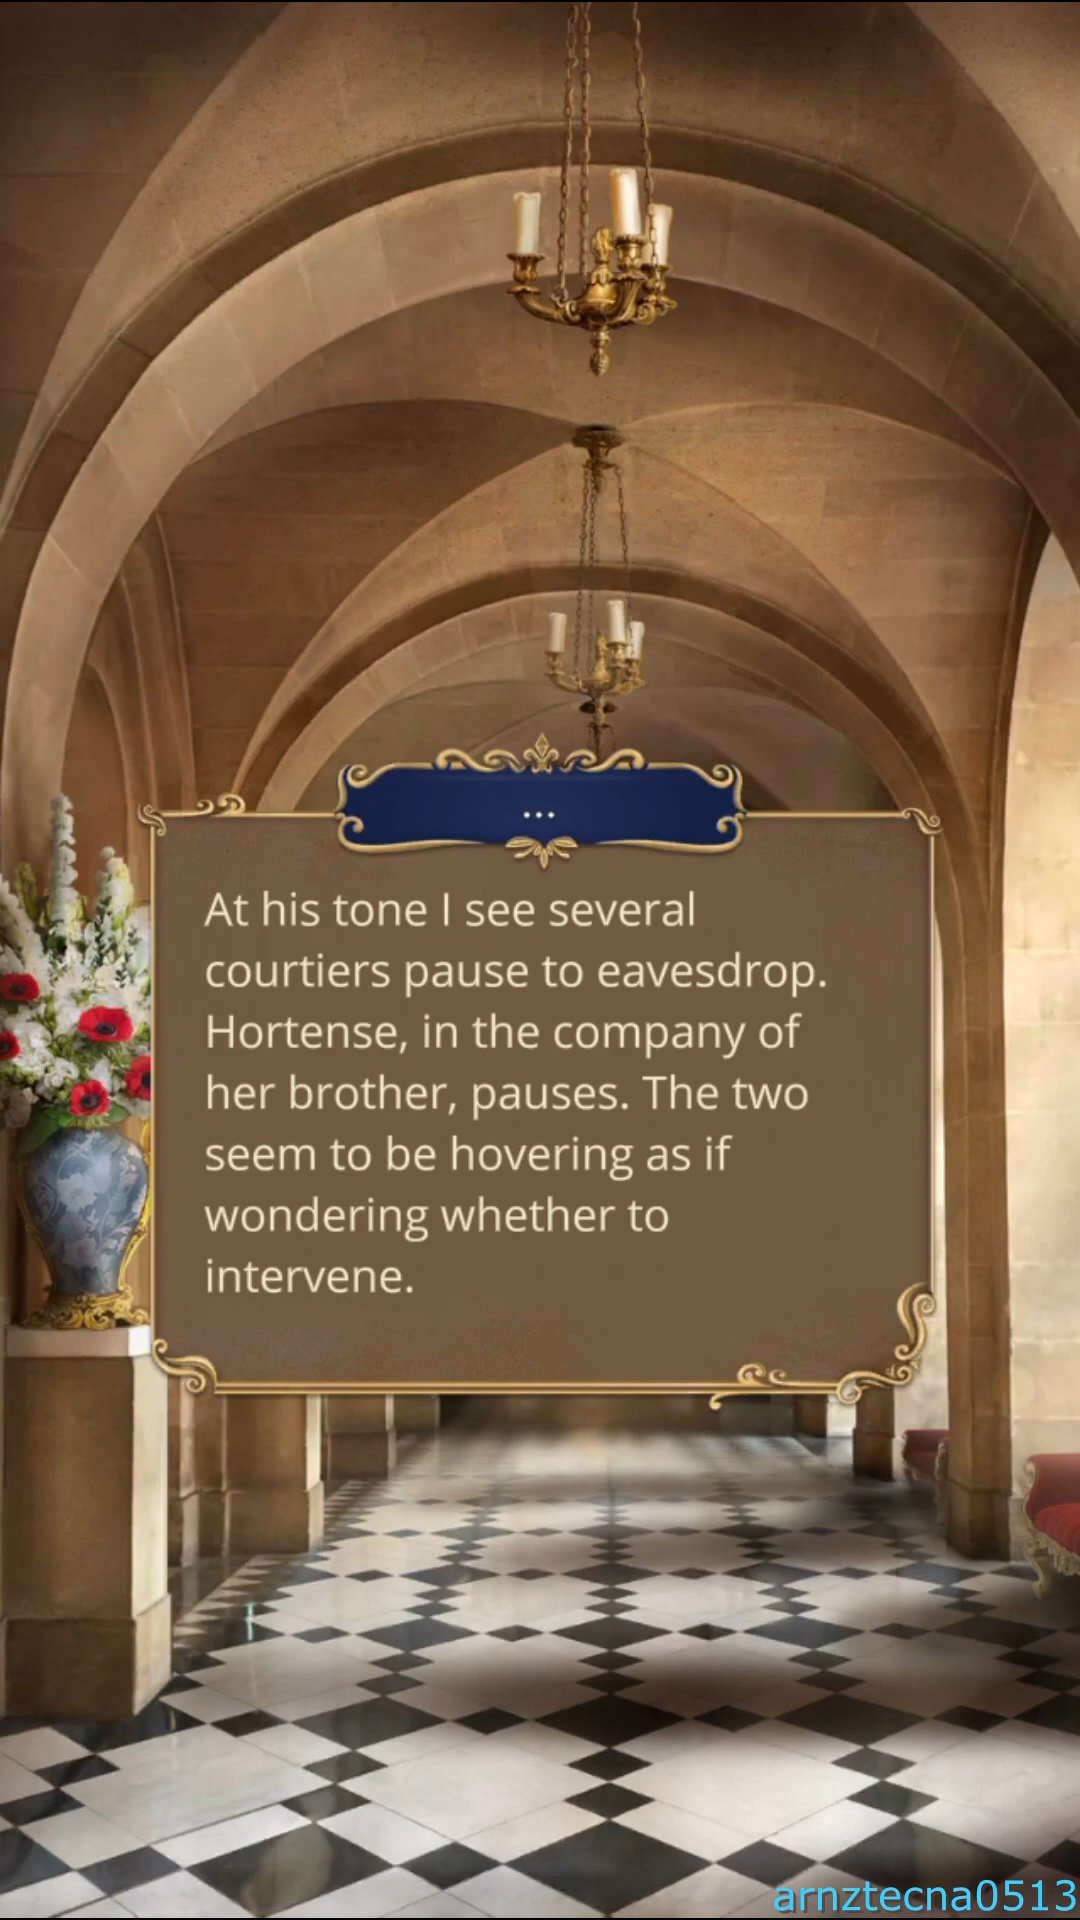 ...
At his tone I see several
courtiers pause to eavesdrop.
Hortense, in the company of
her brother, pauses. The two
seem to be hovering as if
wondering whether to
intervene.
arnztecna0513